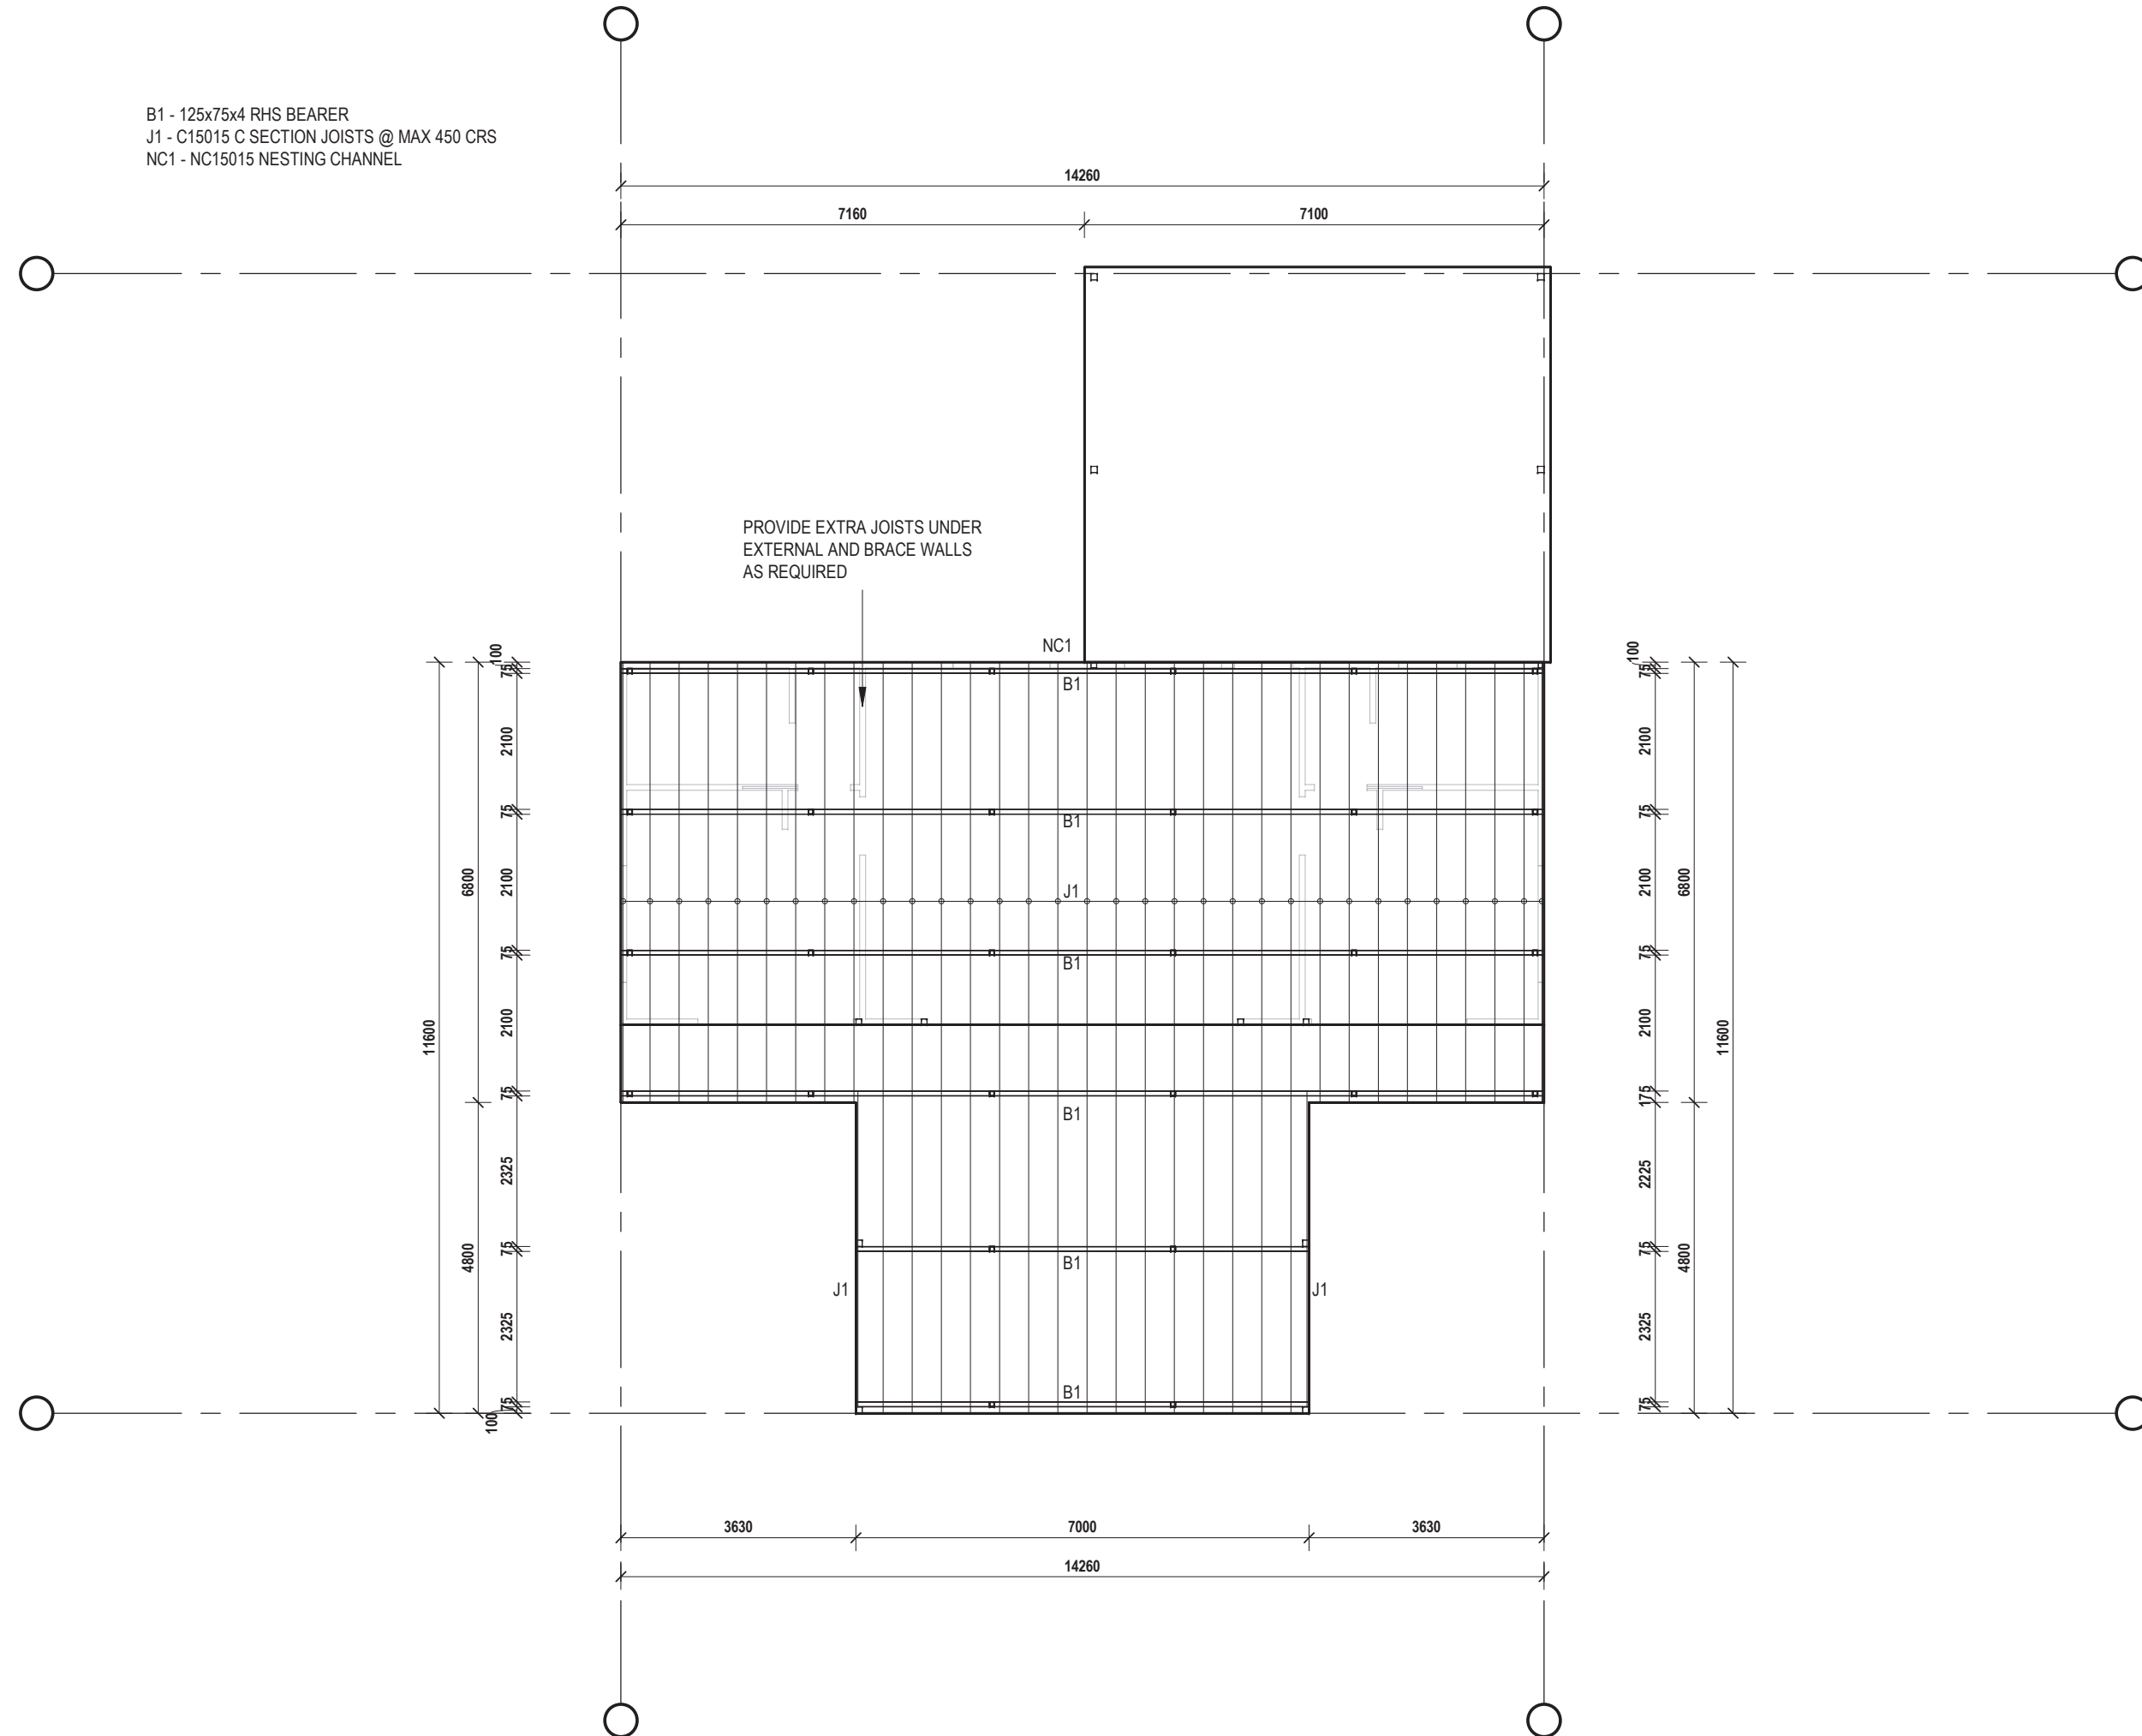 B1 - 125x75x4 RHS BEARER
J1 - C15015 C SECTION JOISTS @ MAX 450 CRS
NC1 - NC15015 NESTING CHANNEL
14260
7160
7100
PROVIDE EXTRA JOISTS UNDER
EXTERNAL AND BRACE WALLS
AS REQUIRED
NC1
B1
B1
J1
B1
B1
B1
J1
J1
B1
100
75
2100
75
2100
75
2100
75
2325
75
2325
75
100
6800
4800
11600
100
75
2100
75
2100
75
2100
175
2225
75
2325
75
6800
4800
11600
3630
7000
3630
14260